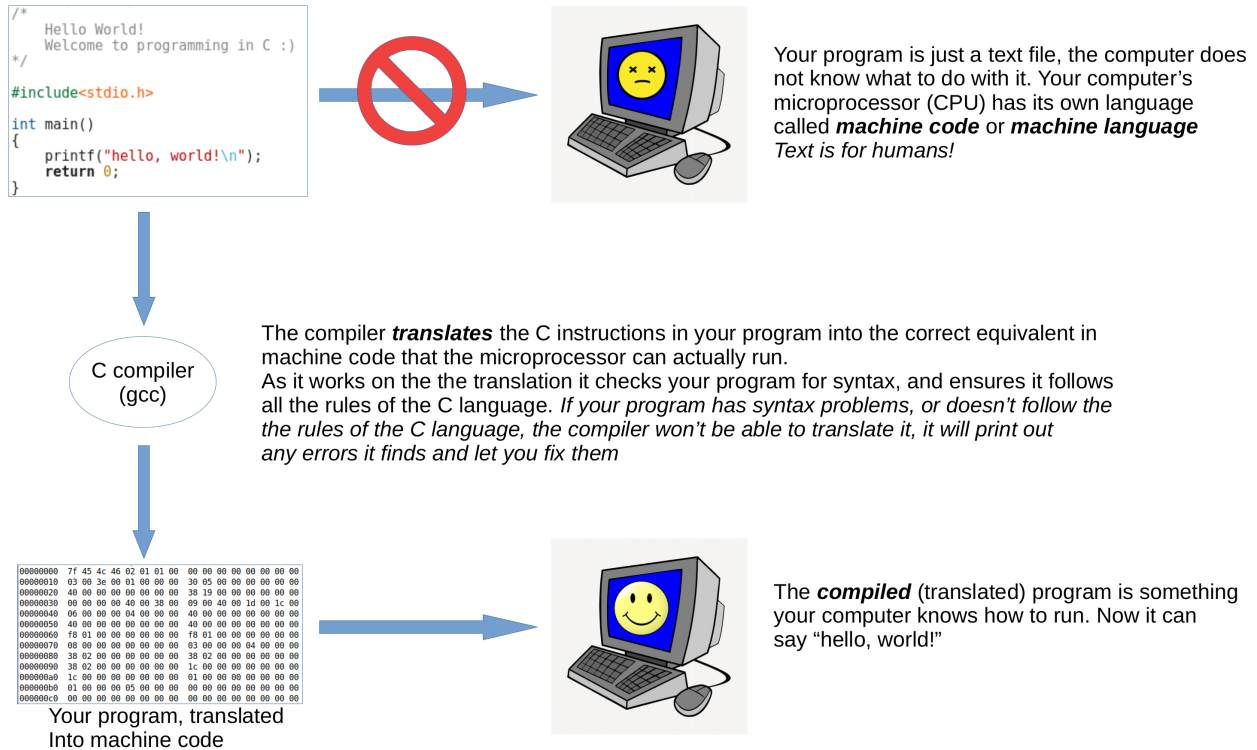 /*
    Hello World!
    Welcome to programming in C :)
*/
#include<stdio.h>
int main()
{
    printf("hello, world!\n");
    return 0;
}
Your program is just a text file, the computer does
not know what to do with it. Your computer’s
microprocessor (CPU) has its own language
called machine code or machine language
Text is for humans!
C compiler
(gcc)
The compiler translates the C instructions in your program into the correct equivalent in
machine code that the microprocessor can actually run.
As it works on the the translation it checks your program for syntax, and ensures it follows
all the rules of the C language. If your program has syntax problems, or doesn’t follow the
the rules of the C language, the compiler won’t be able to translate it, it will print out
any errors it finds and let you fix them
00000000  7f 45 4c 46 02 01 01 00  00 00 00 00 00 00 00 00
00000010  03 00 3e 00 01 00 00 00  30 05 00 00 00 00 00 00
00000020  40 00 00 00 00 00 00 00  38 19 00 00 00 00 00 00
00000030  00 00 00 00 40 00 38 00  09 00 40 00 1d 00 1c 00
00000040  06 00 00 00 04 00 00 00  40 00 00 00 00 00 00 00
00000050  40 00 00 00 00 00 00 00  40 00 00 00 00 00 00 00
00000060  f8 01 00 00 00 00 00 00  f8 01 00 00 00 00 00 00
00000070  08 00 00 00 00 00 00 00  03 00 00 00 04 00 00 00
00000080  38 02 00 00 00 00 00 00  38 02 00 00 00 00 00 00
00000090  38 02 00 00 00 00 00 00  1c 00 00 00 00 00 00 00
000000a0  1c 00 00 00 00 00 00 00  01 00 00 00 00 00 00 00
000000b0  01 00 00 00 05 00 00 00  00 00 00 00 00 00 00 00
000000c0  00 00 00 00 00 00 00 00  00 00 00 00 00 00 00 00
Your program, translated
Into machine code
The compiled (translated) program is something
your computer knows how to run. Now it can
say “hello, world!”